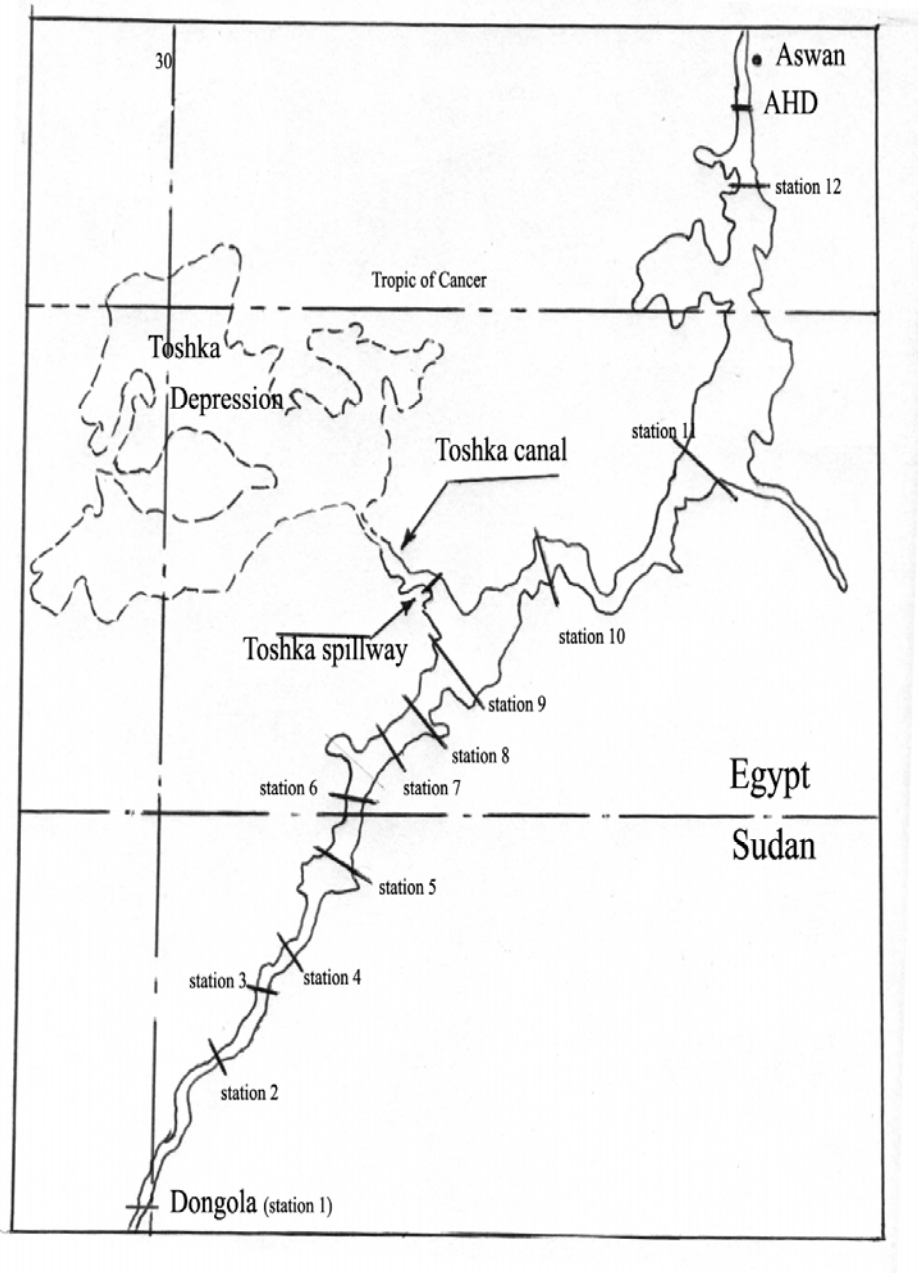 30
Aswan
AHD
station 12
Tropic of Cancer
Toshka
Depression
station 11
Toshka canal
station 10
Toshka spillway
station 9
station 8
Egypt
station 6
station 7
Sudan
station 5
station 4
station 3
station 2
Dongola (station 1)